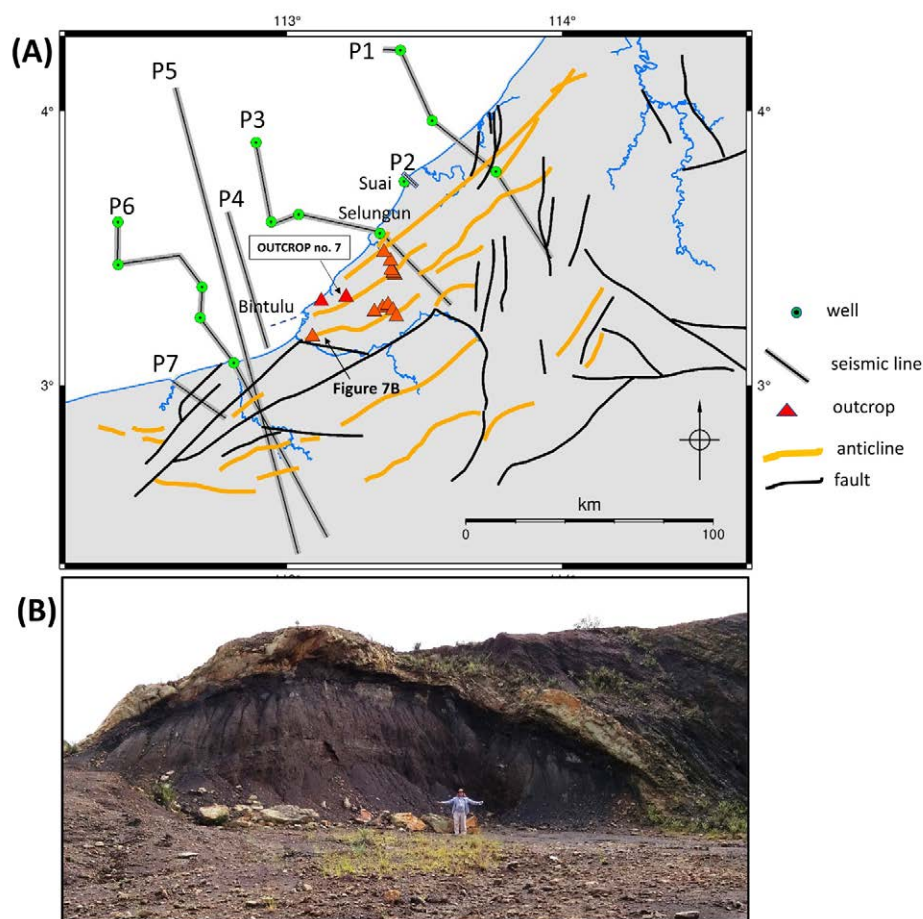 113°
114°
(A)
P1
P5
4°
4°
P3
P2
Suai
P6
P4
Selungun
OUTCROP no. 7
well
Bintulu
seismic line
P7
3°
3°
Figure 7B
outcrop
anticline
fault
km
0
100
(B)